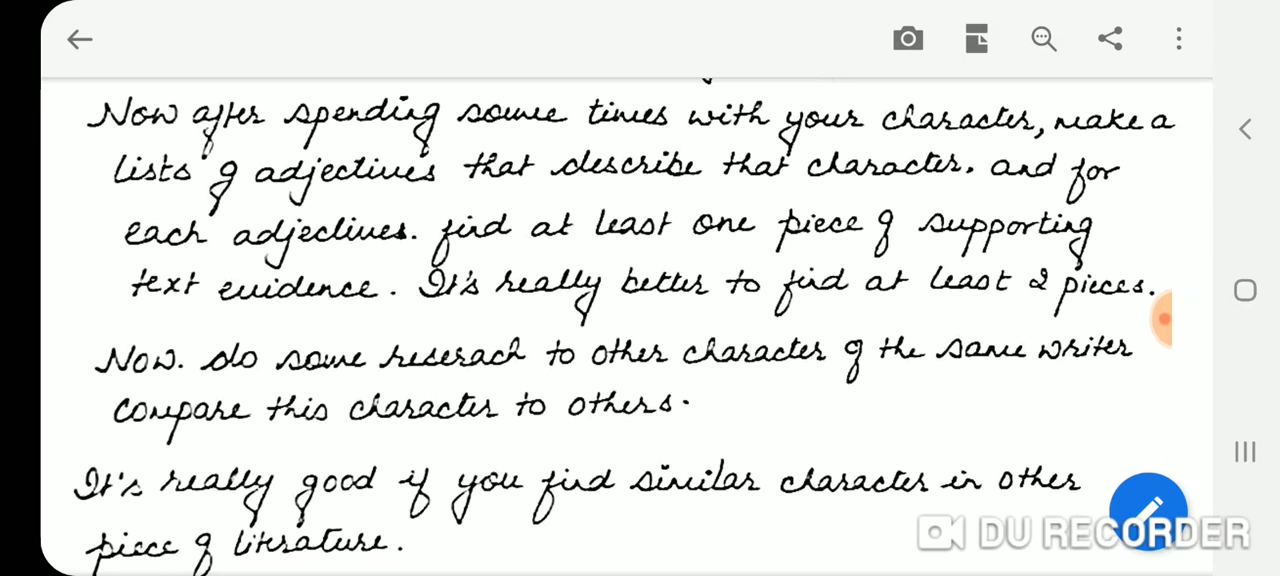 Now after spending some times with your character, make a
lists of adjectives that describe that character. and for
each adjectives. find at least one piece of supporting
text evidence. It's really better to find at least 2 pieces.
Now. do some reserach to other character of the same writer
compare this character to others.
It's really good if you find similar character in other
piece of literature.
DU RECORDER